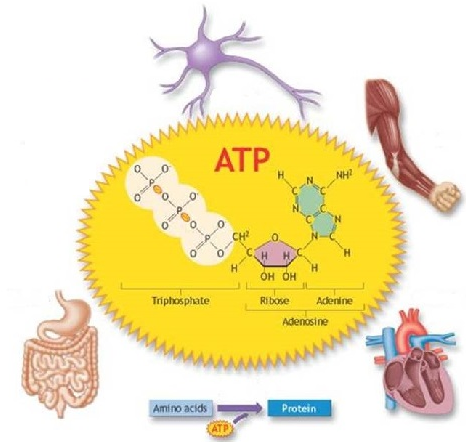 ATP
H
N
NH²
N
N
N
N
H
O
O
P
O
O
P
O
O
P
O
O
CH²
O
C
C
H
H
H
H
OH
OH
Triphosphate
Ribose
Adenine
Adenosine
Amino acids
Protein
ATP